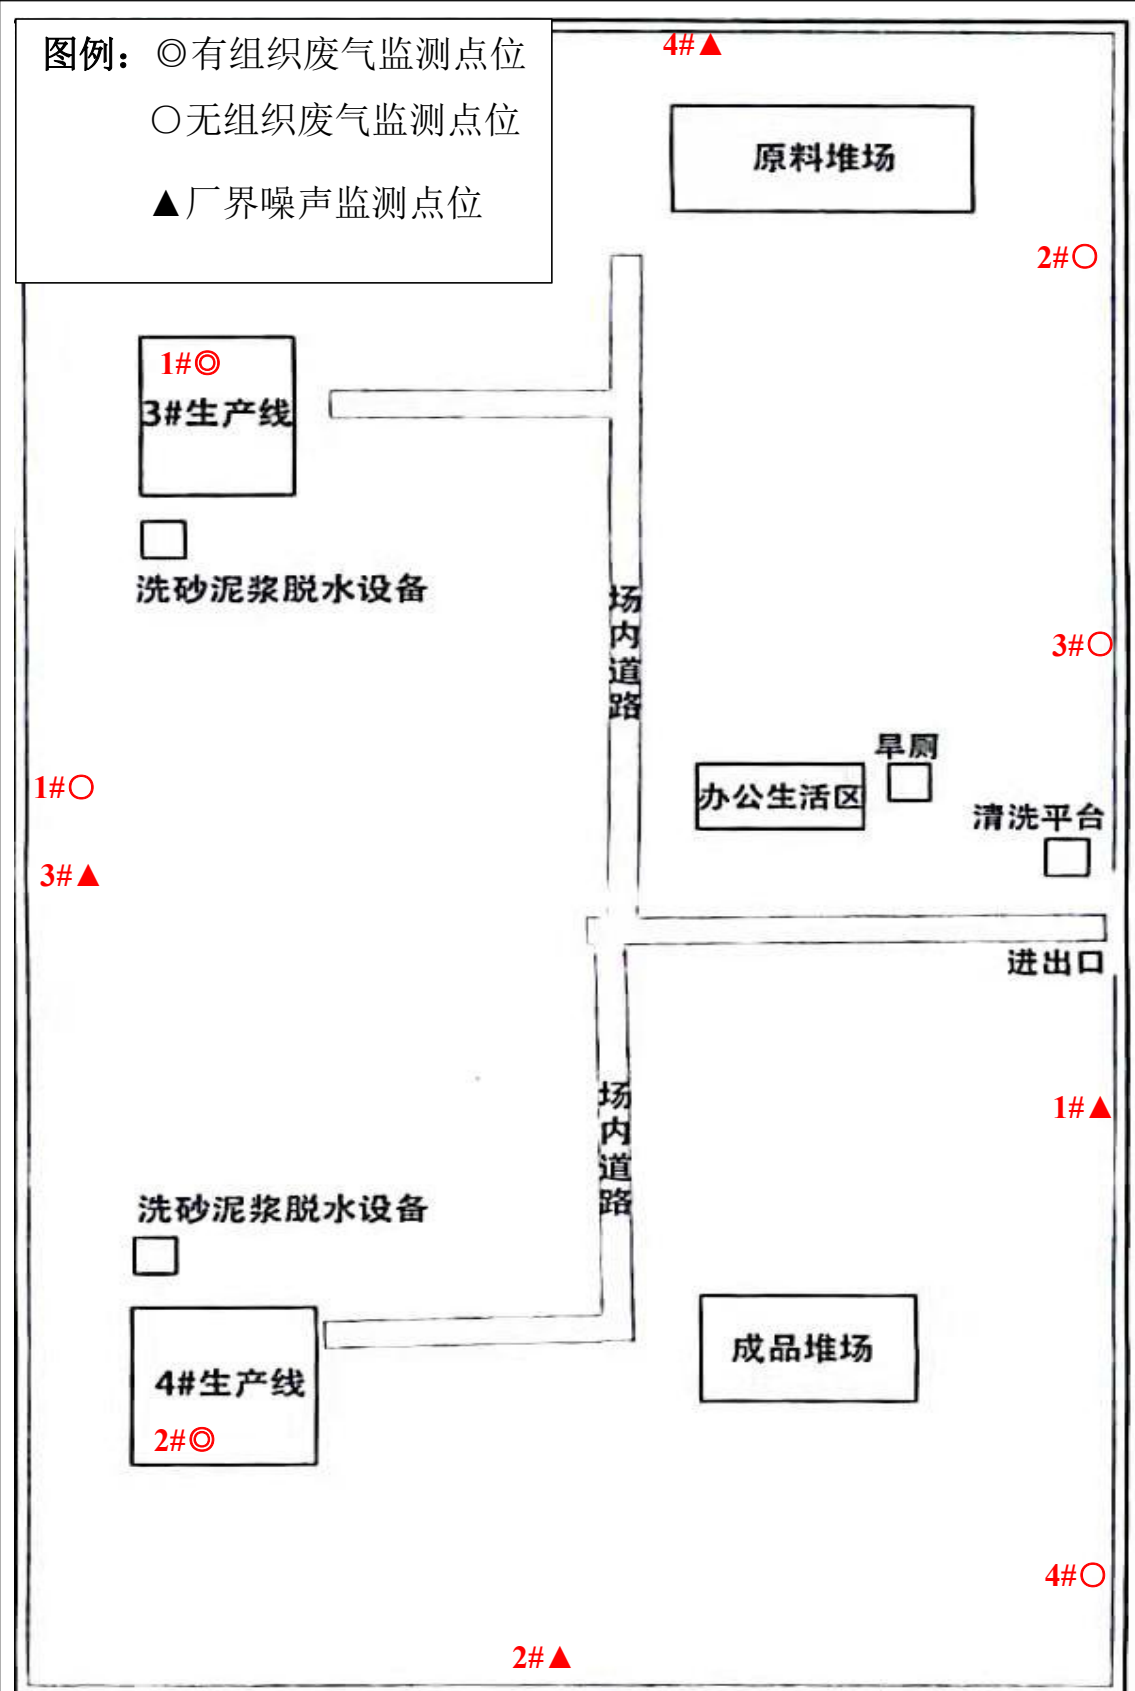 图例：◎有组织废气监测点位
○无组织废气监测点位
▲厂界噪声监测点位
4#▲
原料堆场
2#○
1#◎
3#生产线
洗砂泥浆脱水设备
场内道路
3#○
旱厕
办公生活区
1#○
清洗平台
3#▲
进出口
场内道路
1#▲
洗砂泥浆脱水设备
成品堆场
4#生产线
2#◎
4#○
2#▲